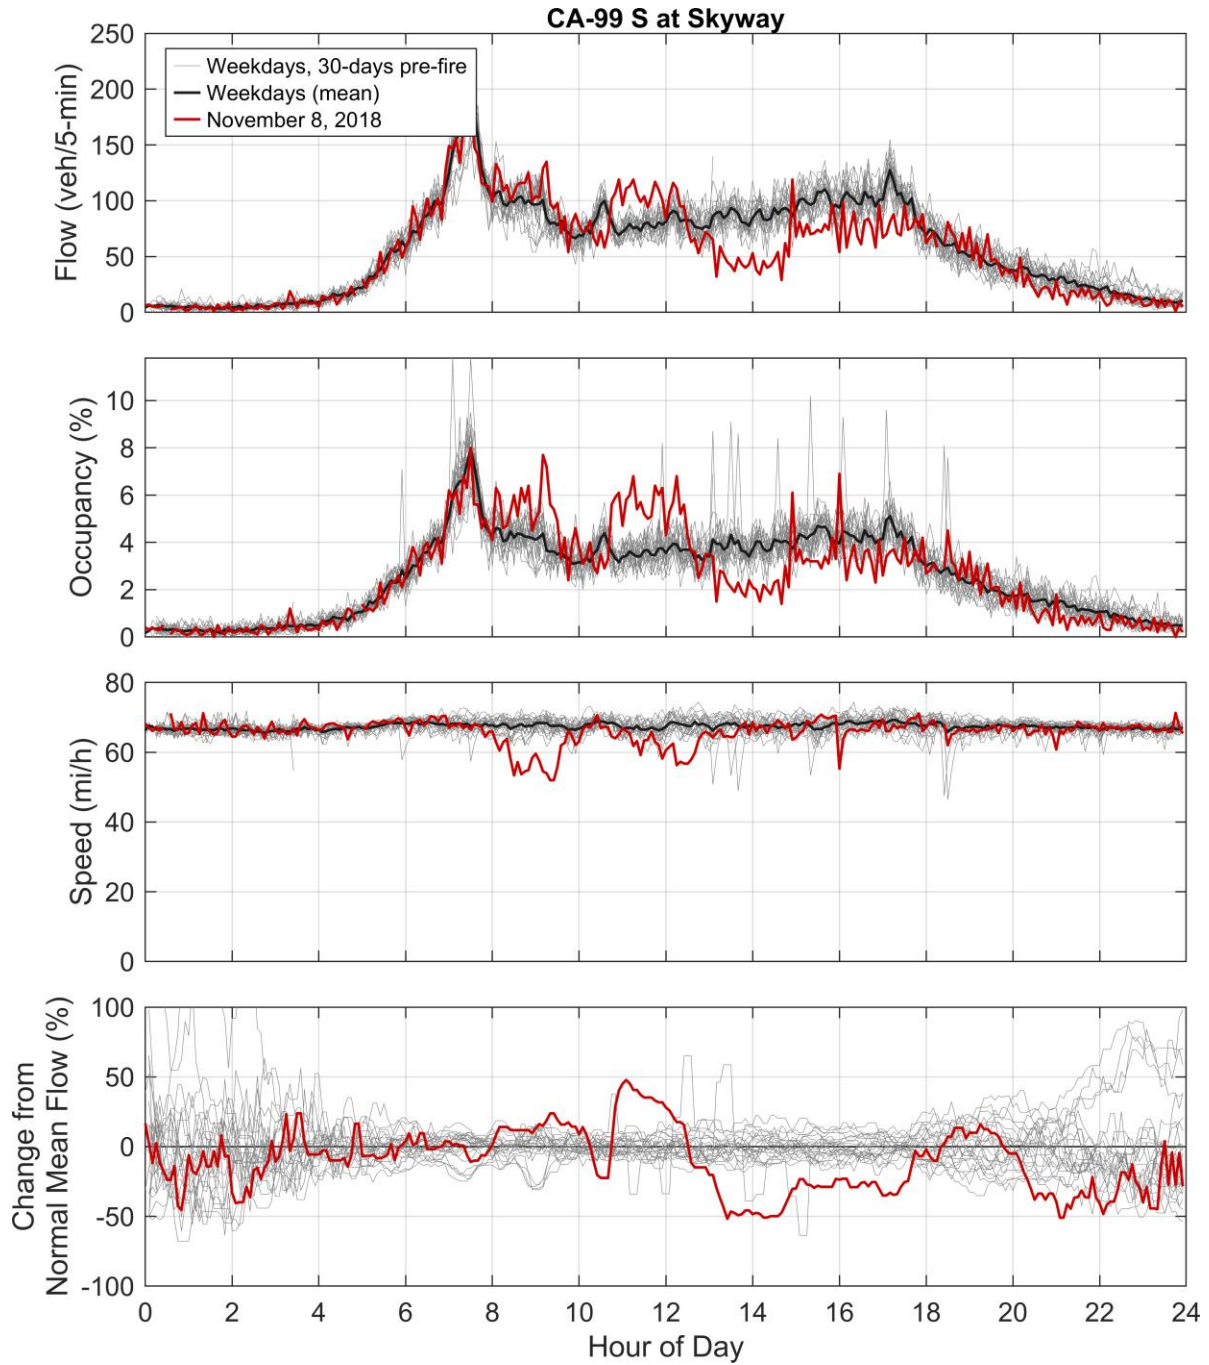 CA-99 S at Skyway
250
200
150
100
50
0
Flow (veh/5-min)
Weekdays, 30-days pre-fire
Weekdays (mean)
November 8, 2018
10
8
6
4
2
0
Occupancy (%)
80
60
40
20
0
Speed (mi/h)
100
50
0
-50
-100
Change from
Normal Mean Flow (%)
0 2 4 6 8 10 12 14 16 18 20 22 24
Hour of Day